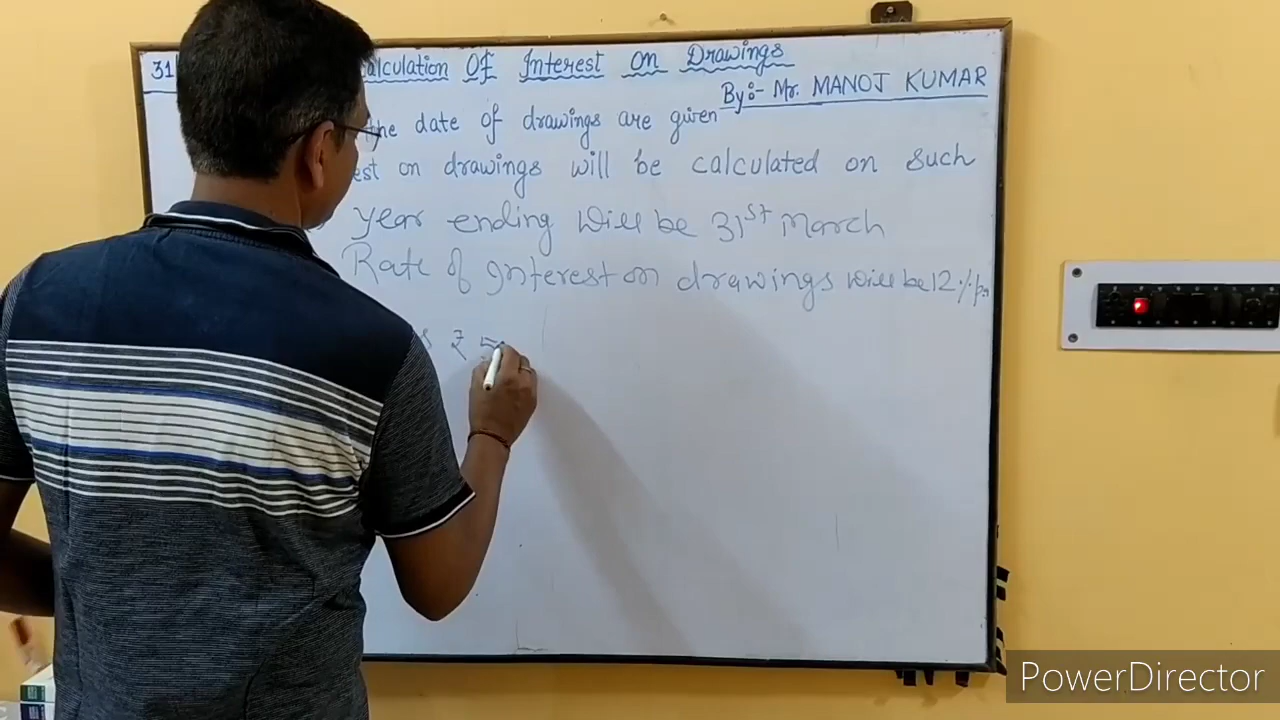 31 alculation Of Interest on Drawings
By:- Mr. MANOJ KUMAR
the date of drawings are given
est on drawings will be calculated on such
year ending will be 31st March
Rate of Interest on drawings will be 12%
₹
PowerDirector